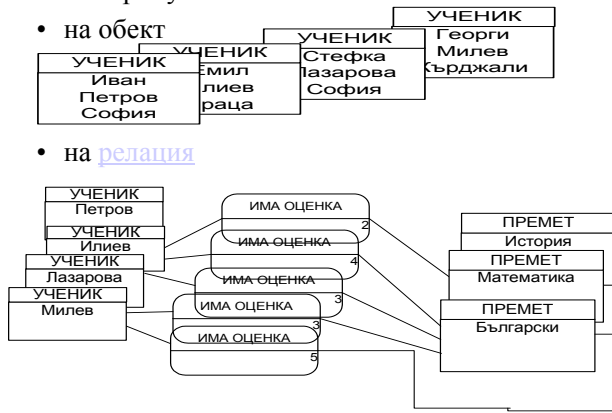 • на обект
УЧЕНИК
Георги
Милев
Кърджали
УЧЕНИК
Стефка
Лазарова
София
УЧЕНИК
Емил
Илиев
Враца
УЧЕНИК
Иван
Петров
София
• на релация
УЧЕНИК
Петров
УЧЕНИК
Илиев
УЧЕНИК
Лазарова
УЧЕНИК
Милев
ИМА ОЦЕНКА
2
ИМА ОЦЕНКА
4
ИМА ОЦЕНКА
3
ИМА ОЦЕНКА
3
ИМА ОЦЕНКА
5
ПРЕМЕТ
История
ПРЕМЕТ
Математика
ПРЕМЕТ
Български